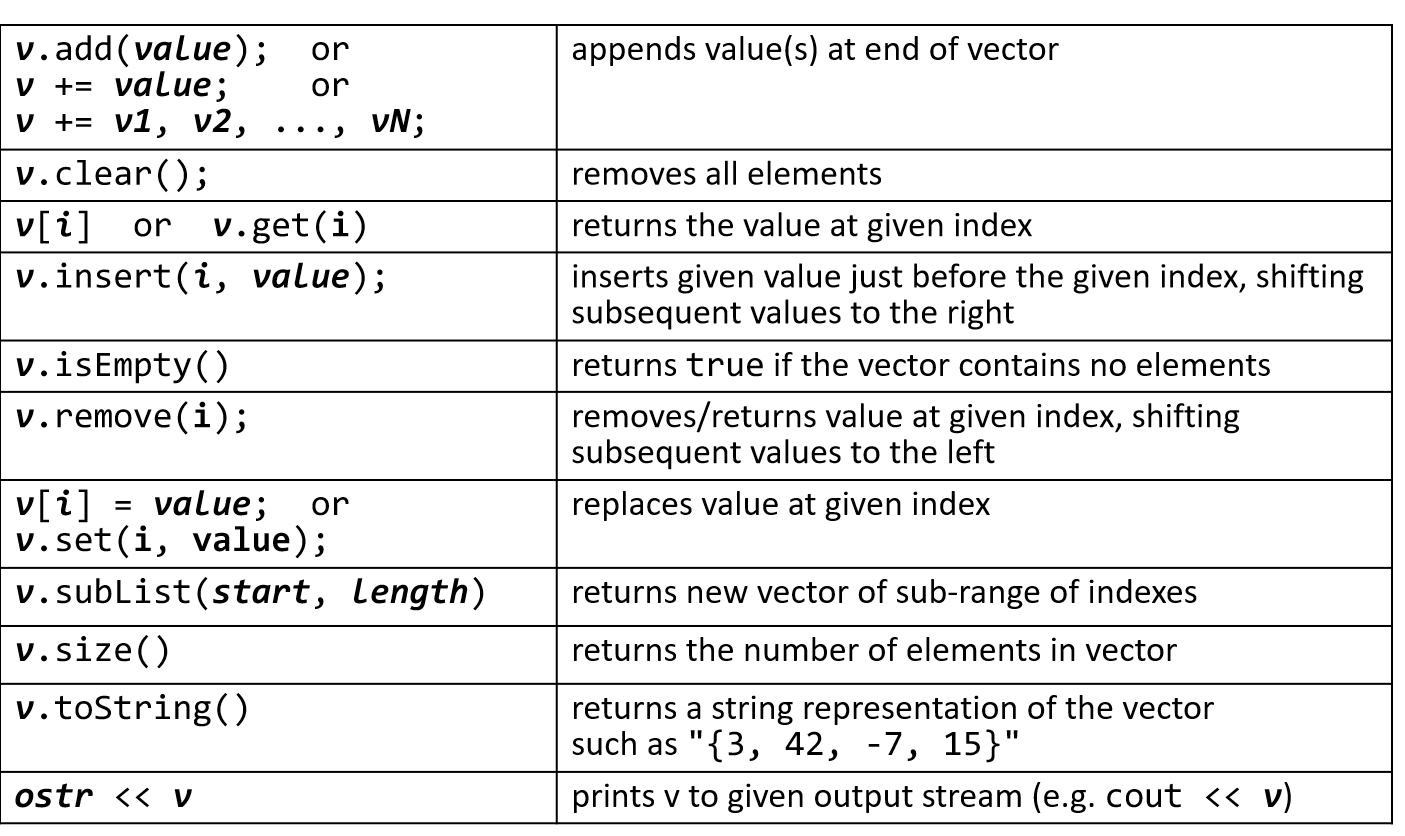 v.add(value);  or
v += value;    or
v += v1, v2, ..., vN;
appends value(s) at end of vector
v.clear();
removes all elements
v[i]  or  v.get(i)
returns the value at given index
v.insert(i, value);
inserts given value just before the given index, shifting
subsequent values to the right
v.isEmpty()
returns true if the vector contains no elements
v.remove(i);
removes/returns value at given index, shifting
subsequent values to the left
v[i] = value;  or
v.set(i, value);
replaces value at given index
v.subList(start, length)
returns new vector of sub-range of indexes
v.size()
returns the number of elements in vector
v.toString()
returns a string representation of the vector
such as "{3, 42, -7, 15}"
ostr << v
prints v to given output stream (e.g. cout << v)